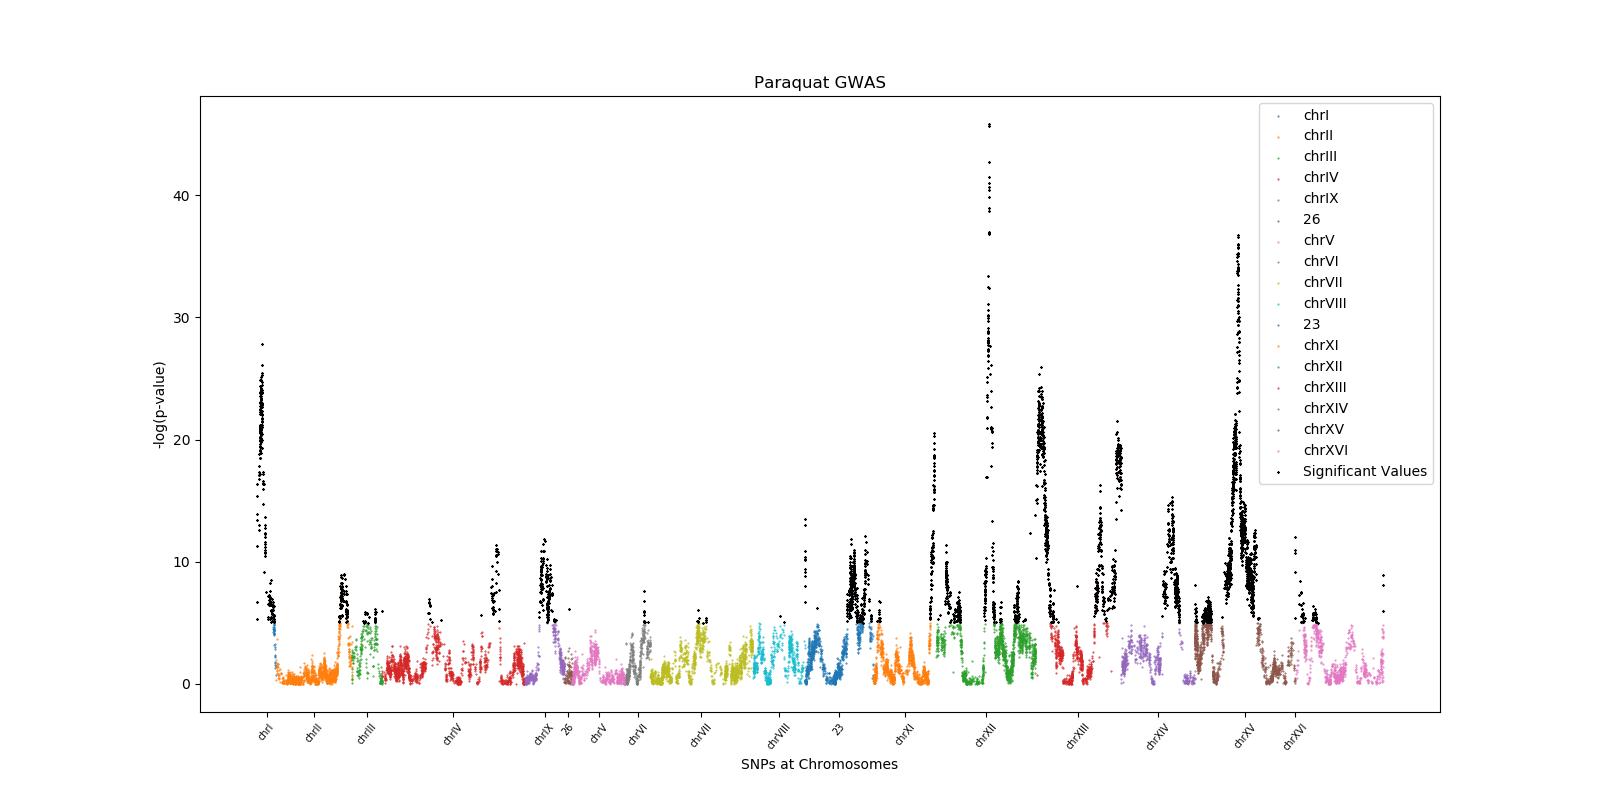 Paraquat GWAS
-log(p-value)
40
30
20
10
0
chrI
chrII
chrIII
chrIV
chrIX
26
chrV
chrVI
chrVII
chrVIII
23
chrXI
chrXII
chrXIII
chrXIV
chrXV
chrXVI
Significant Values
chrI
chrII
chrIII
chrIV
chrIX
26
chrV
chrVI
chrVII
chrVIII
23
chrXI
chrXII
chrXIII
chrXIV
chrXV
chrXVI
SNPs at Chromosomes